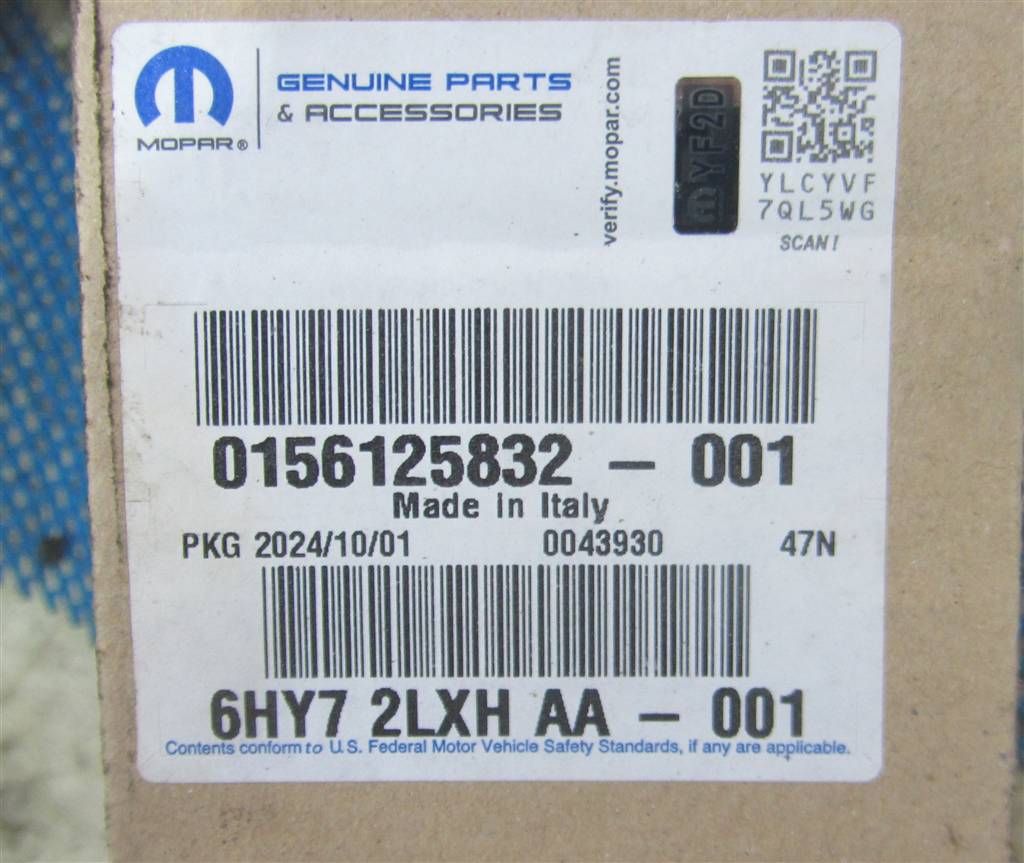 MOPAR®
GENUINE PARTS
& ACCESSORIES
verify.mopar.com
YF2D
YLCYVF
7QL5WG
SCAN!
0156125832 – 001
Made in Italy
PKG 2024/10/01 0043930 47N
6HY7 2LXH AA – 001
Contents conform to U.S. Federal Motor Vehicle Safety Standards, if any are applicable.